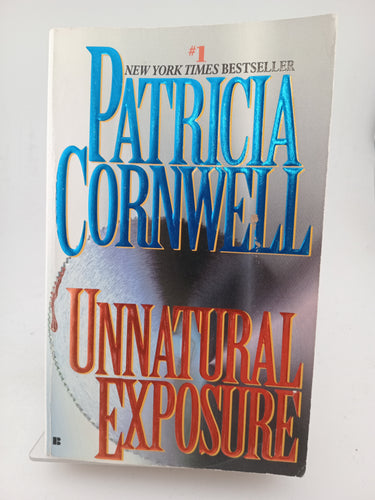 #1
NEW YORK TIMES BESTSELLER
PATRICIA
CORNWELL
UNNATURAL
EXPOSURE
B